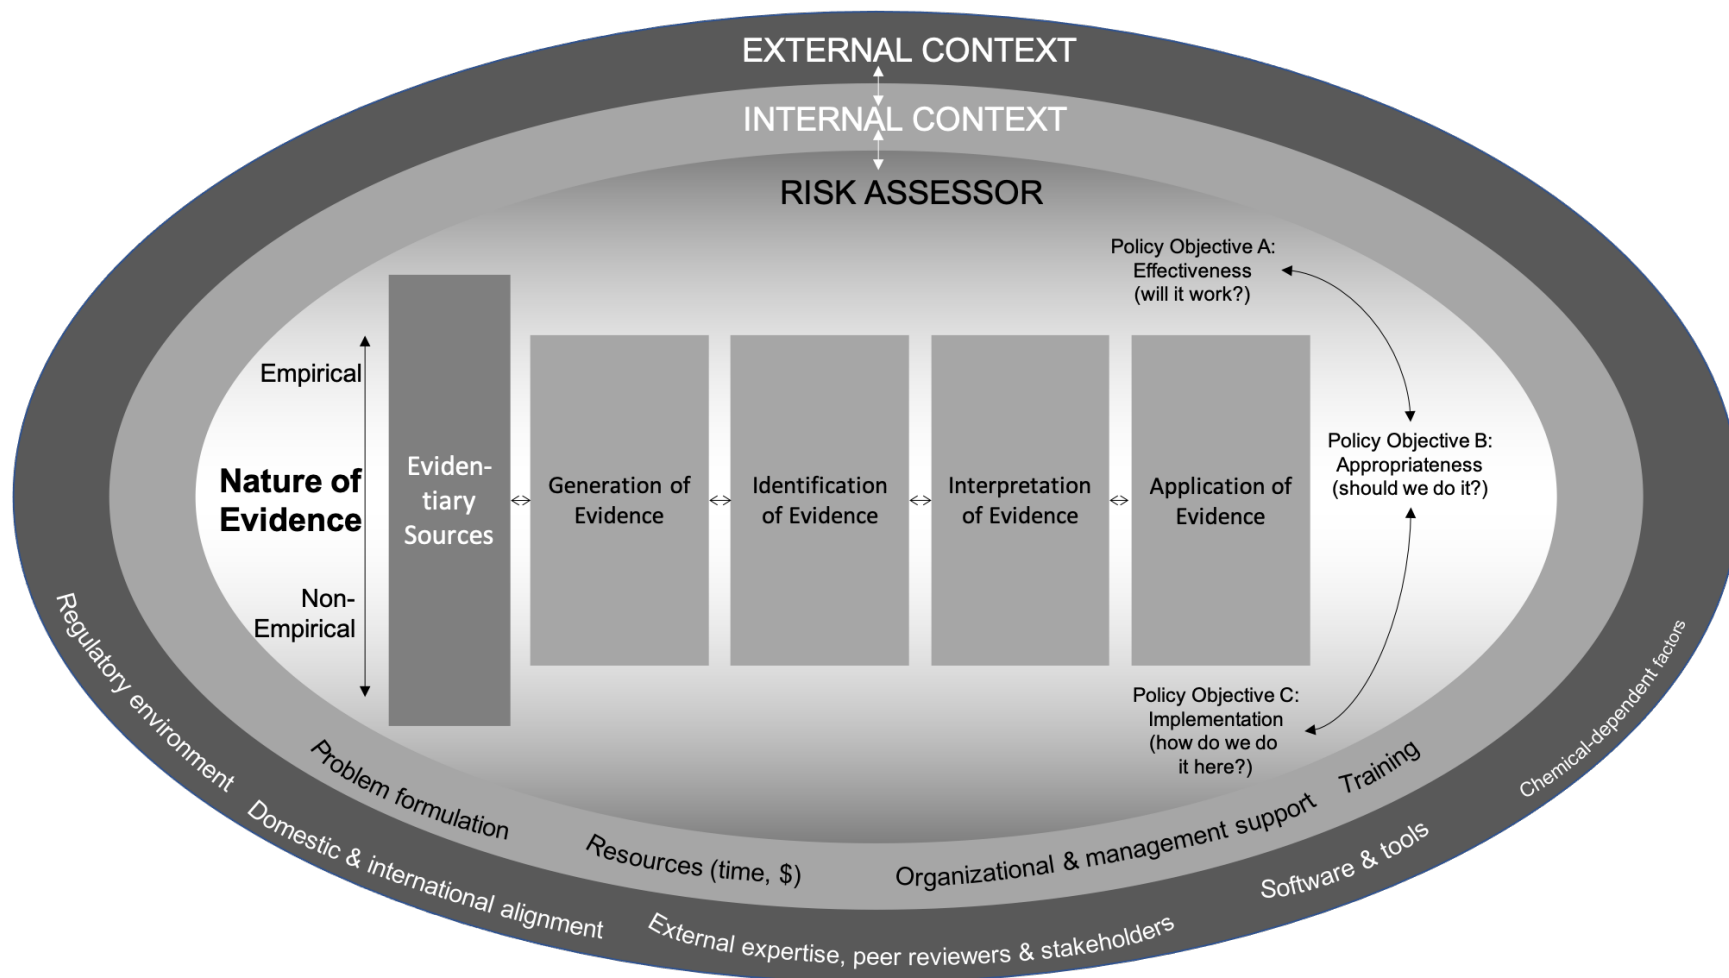 EXTERNAL CONTEXT
INTERNAL CONTEXT
RISK ASSESSOR
Empirical
Nature of
Evidence
Non-
Empirical
Eviden-
tiary
Sources
Generation of
Evidence
Identification
of Evidence
Interpretation
of Evidence
Application of
Evidence
Policy Objective A:
Effectiveness
(will it work?)
Policy Objective B:
Appropriateness
(should we do it?)
Policy Objective C:
Implementation
(how do we do
it here?)
Problem formulation
Resources (time, $)
Organizational & management support
Training
Regulatory environment
Domestic & international alignment
External expertise, peer reviewers & stakeholders
Software & tools
Chemical-dependent factors